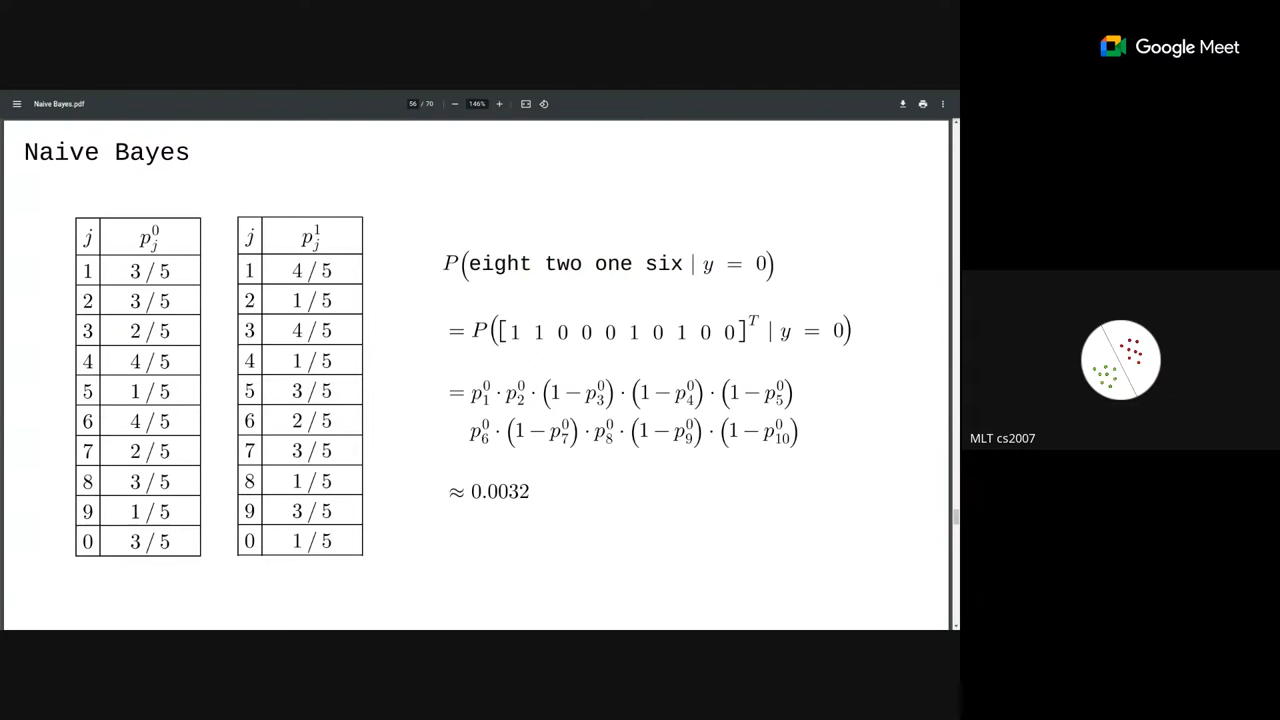 Google Meet
Naive Bayes.pdf
56 / 70
146%
Naive Bayes
j p_j^0
1 3 / 5
2 3 / 5
3 2 / 5
4 4 / 5
5 1 / 5
6 4 / 5
7 2 / 5
8 3 / 5
9 1 / 5
0 3 / 5
j p_j^1
1 4 / 5
2 1 / 5
3 4 / 5
4 1 / 5
5 3 / 5
6 2 / 5
7 3 / 5
8 1 / 5
9 3 / 5
0 1 / 5
P(eight two one six | y = 0)
= P([1 1 0 0 0 1 0 1 0 0]^T | y = 0)
= p_1^0 · p_2^0 · (1 − p_3^0) · (1 − p_4^0) · (1 − p_5^0)
p_6^0 · (1 − p_7^0) · p_8^0 · (1 − p_9^0) · (1 − p_10^0)
≈ 0.0032
MLT cs2007